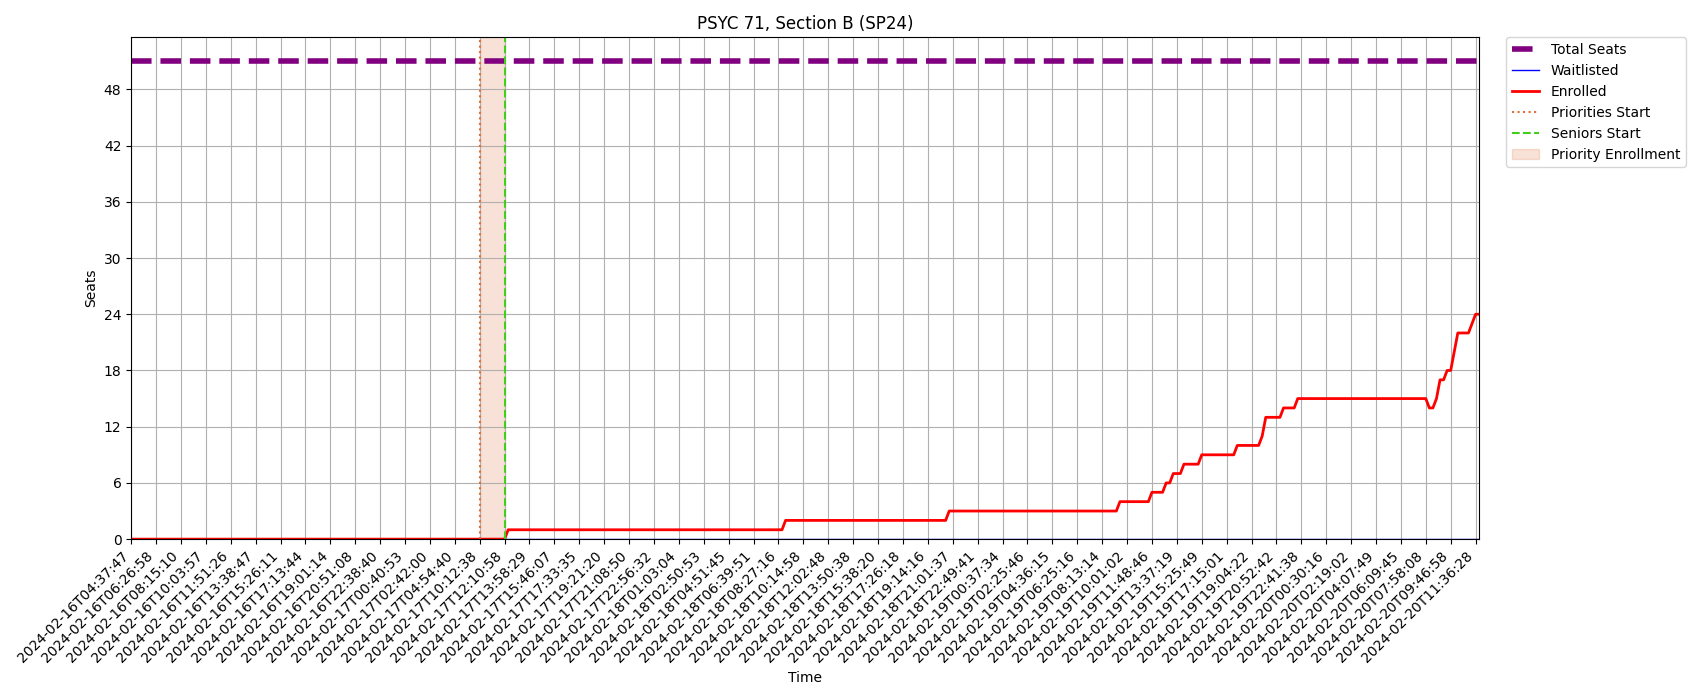 PSYC 71, Section B (SP24)
Total Seats
Waitlisted
Enrolled
Priorities Start
Seniors Start
Priority Enrollment
Seats
48
42
36
30
24
18
12
6
0
2024-02-16T04:37:47
2024-02-16T06:26:58
2024-02-16T08:15:10
2024-02-16T10:03:57
2024-02-16T11:51:26
2024-02-16T13:38:47
2024-02-16T15:26:11
2024-02-16T17:13:44
2024-02-16T19:01:14
2024-02-16T20:51:08
2024-02-16T22:38:40
2024-02-17T00:40:53
2024-02-17T02:42:00
2024-02-17T04:54:40
2024-02-17T10:12:38
2024-02-17T12:10:58
2024-02-17T13:58:29
2024-02-17T15:46:07
2024-02-17T17:33:35
2024-02-17T19:21:20
2024-02-17T21:08:50
2024-02-17T22:56:32
2024-02-18T01:03:04
2024-02-18T02:50:53
2024-02-18T04:51:45
2024-02-18T06:39:51
2024-02-18T08:27:16
2024-02-18T10:14:58
2024-02-18T12:02:48
2024-02-18T13:50:38
2024-02-18T15:38:20
2024-02-18T17:26:18
2024-02-18T19:14:16
2024-02-18T21:01:37
2024-02-18T22:49:41
2024-02-19T00:37:34
2024-02-19T02:25:46
2024-02-19T04:36:15
2024-02-19T06:25:16
2024-02-19T08:13:14
2024-02-19T10:01:02
2024-02-19T11:48:46
2024-02-19T13:37:19
2024-02-19T15:25:49
2024-02-19T17:15:01
2024-02-19T19:04:22
2024-02-19T20:52:42
2024-02-19T22:41:38
2024-02-20T00:30:16
2024-02-20T02:19:02
2024-02-20T04:07:49
2024-02-20T06:09:45
2024-02-20T07:58:08
2024-02-20T09:46:58
2024-02-20T11:36:28
Time